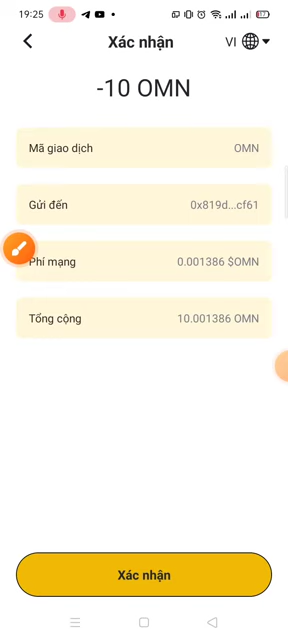 19:25
Xác nhận
VI
-10 OMN
Mã giao dịch
OMN
Gửi đến
0x819d...cf61
Phí mạng
0.001386 $OMN
Tổng cộng
10.001386 OMN
Xác nhận